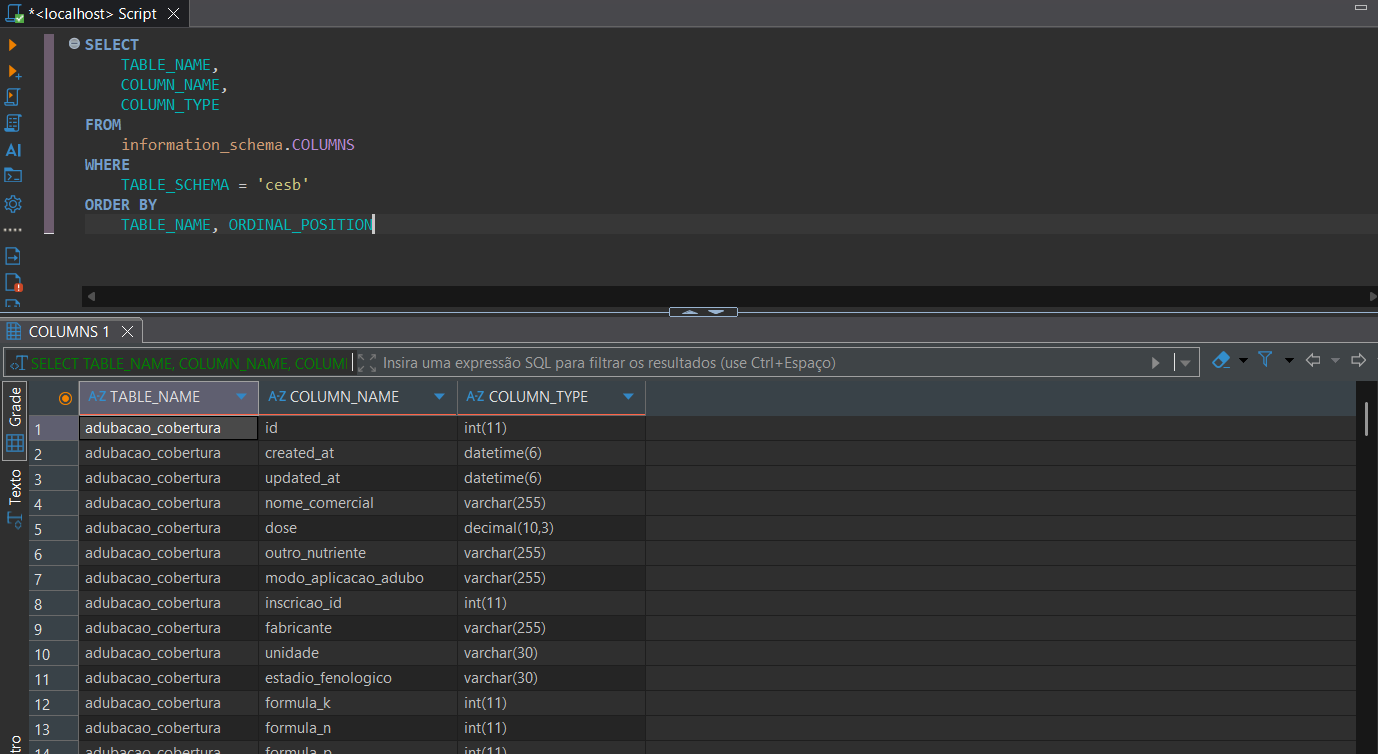 *<localhost> Script
SELECT
TABLE_NAME,
COLUMN_NAME,
COLUMN_TYPE
FROM
information_schema.COLUMNS
WHERE
TABLE_SCHEMA = 'cesb'
ORDER BY
TABLE_NAME, ORDINAL_POSITION
AI
COLUMNS 1
SELECT TABLE_NAME, COLUMN_NAME, COLUM
Insira uma expressão SQL para filtrar os resultados (use Ctrl+Espaço)
Grade
Texto
A-Z TABLE_NAME A-Z COLUMN_NAME A-Z COLUMN_TYPE
1 adubacao_cobertura id int(11)
2 adubacao_cobertura created_at datetime(6)
3 adubacao_cobertura updated_at datetime(6)
4 adubacao_cobertura nome_comercial varchar(255)
5 adubacao_cobertura dose decimal(10,3)
6 adubacao_cobertura outro_nutriente varchar(255)
7 adubacao_cobertura modo_aplicacao_adubo varchar(255)
8 adubacao_cobertura inscricao_id int(11)
9 adubacao_cobertura fabricante varchar(255)
10 adubacao_cobertura unidade varchar(30)
11 adubacao_cobertura estadio_fenologico varchar(30)
12 adubacao_cobertura formula_k int(11)
13 adubacao_cobertura formula_n int(11)
14 adubacao_cobertura formula_p int(11)